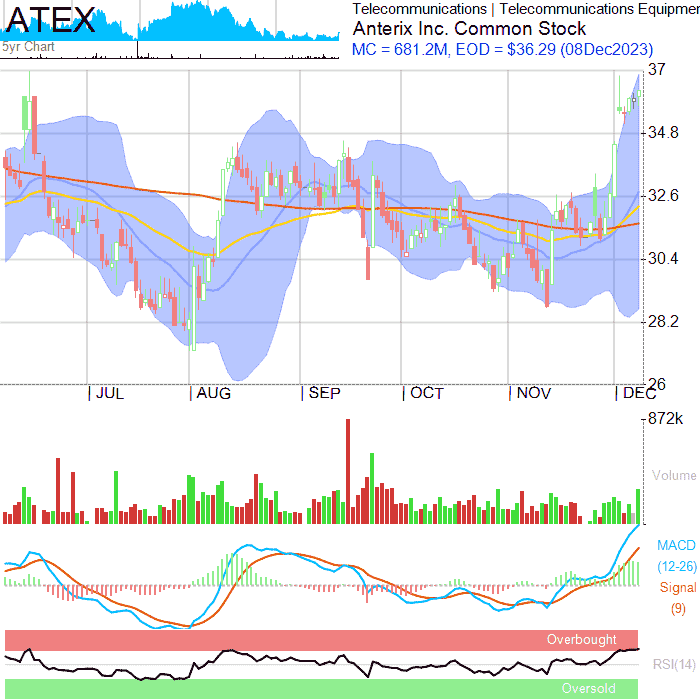 ATEX
5yr Chart
Telecommunications | Telecommunications Equipmen
Anterix Inc. Common Stock
MC = 681.2M, EOD = $36.29 (08Dec2023)
37
34.8
32.6
30.4
28.2
26
JUL AUG SEP OCT NOV DEC
872k
Volume
MACD
(12-26)
Signal
(9)
Overbought
RSI(14)
Oversold